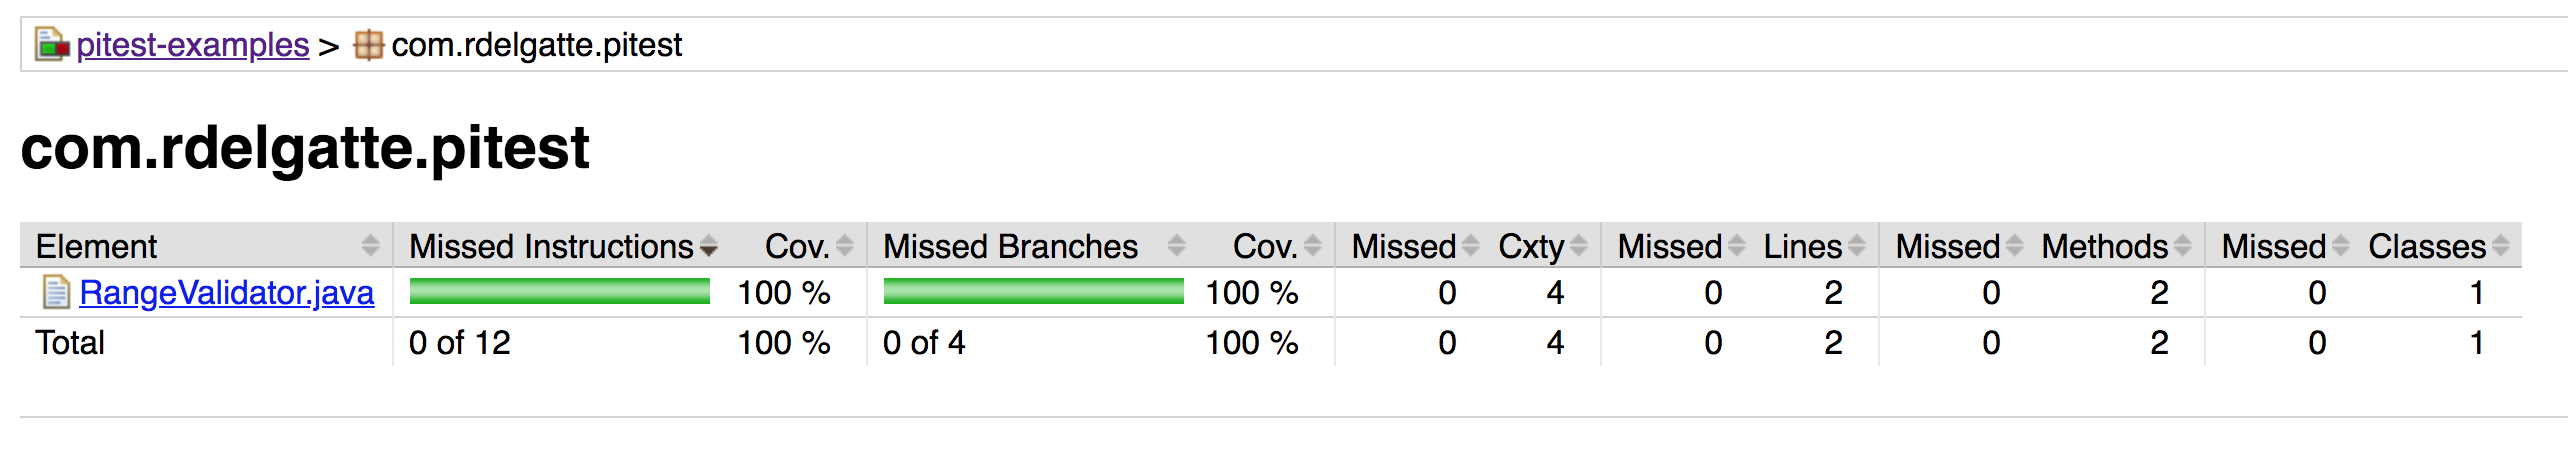 pitest-examples > com.rdelgatte.pitest
com.rdelgatte.pitest
Element Missed Instructions Cov. Missed Branches Cov. Missed Cxty Missed Lines Missed Methods Missed Classes
RangeValidator.java 100 % 100 % 0 4 0 2 0 2 0 1
Total 0 of 12 100 % 0 of 4 100 % 0 4 0 2 0 2 0 1